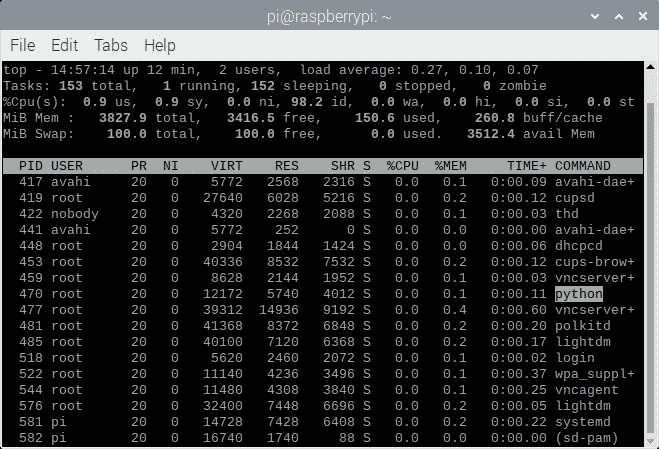 pi@raspberrypi: ~
File Edit Tabs Help
top - 14:57:14 up 12 min,  2 users,  load average: 0.27, 0.10, 0.07
Tasks: 153 total,   1 running, 152 sleeping,   0 stopped,   0 zombie
%Cpu(s):  0.9 us,  0.9 sy,  0.0 ni, 98.2 id,  0.0 wa,  0.0 hi,  0.0 si,  0.0 st
MiB Mem :   3827.9 total,   3416.5 free,    150.6 used,    260.8 buff/cache
MiB Swap:    100.0 total,    100.0 free,      0.0 used.   3512.4 avail Mem
PID USER      PR  NI    VIRT    RES    SHR S  %CPU  %MEM     TIME+ COMMAND
417 avahi     20   0    5772   2568   2316 S   0.0   0.1   0:00.09 avahi-dae+
419 root      20   0   27640   6028   5216 S   0.0   0.2   0:00.12 cupsd
422 nobody    20   0    4320   2268   2088 S   0.0   0.1   0:00.03 thd
441 avahi     20   0    5772    252      0 S   0.0   0.0   0:00.00 avahi-dae+
448 root      20   0    2904   1844   1424 S   0.0   0.0   0:00.06 dhcpcd
453 root      20   0   40336   8532   7532 S   0.0   0.2   0:00.12 cups-brow+
459 root      20   0    8628   2144   1952 S   0.0   0.1   0:00.03 vncserver+
470 root      20   0   12172   5740   4012 S   0.0   0.1   0:00.11 python
477 root      20   0   39312  14936   9192 S   0.0   0.4   0:00.60 vncserver+
481 root      20   0   41368   8372   6848 S   0.0   0.2   0:00.20 polkitd
485 root      20   0   40100   7120   6368 S   0.0   0.2   0:00.17 lightdm
518 root      20   0    5620   2460   2072 S   0.0   0.1   0:00.02 login
522 root      20   0   11140   4236   3496 S   0.0   0.1   0:00.37 wpa_suppl+
544 root      20   0   11480   4308   3840 S   0.0   0.1   0:00.25 vncagent
576 root      20   0   32400   7448   6696 S   0.0   0.2   0:00.05 lightdm
581 pi        20   0   14728   7428   6408 S   0.0   0.2   0:00.22 systemd
582 pi        20   0   16740   1740     88 S   0.0   0.0   0:00.00 (sd-pam)